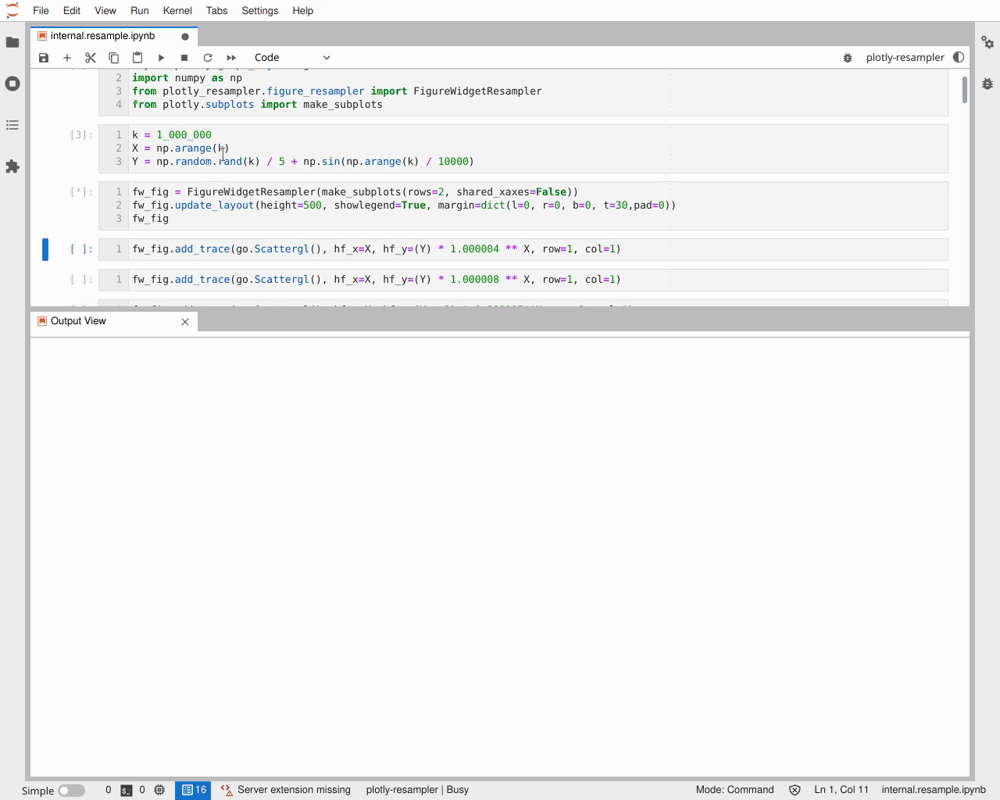 File Edit View Run Kernel Tabs Settings Help
internal.resample.ipynb
Code
plotly-resampler
2 import numpy as np
3 from plotly_resampler.figure_resampler import FigureWidgetResampler
4 from plotly.subplots import make_subplots
[3]: 1 k = 1_000_000
2 X = np.arange(k)
3 Y = np.random.rand(k) / 5 + np.sin(np.arange(k) / 10000)
[*]: 1 fw_fig = FigureWidgetResampler(make_subplots(rows=2, shared_xaxes=False))
2 fw_fig.update_layout(height=500, showlegend=True, margin=dict(l=0, r=0, b=0, t=30,pad=0))
3 fw_fig
[ ]: 1 fw_fig.add_trace(go.Scattergl(), hf_x=X, hf_y=(Y) * 1.000004 ** X, row=1, col=1)
[ ]: 1 fw_fig.add_trace(go.Scattergl(), hf_x=X, hf_y=(Y) * 1.000008 ** X, row=1, col=1)
Output View
Simple 0 $_ 0 16 Server extension missing plotly-resampler | Busy Mode: Command Ln 1, Col 11 internal.resample.ipynb